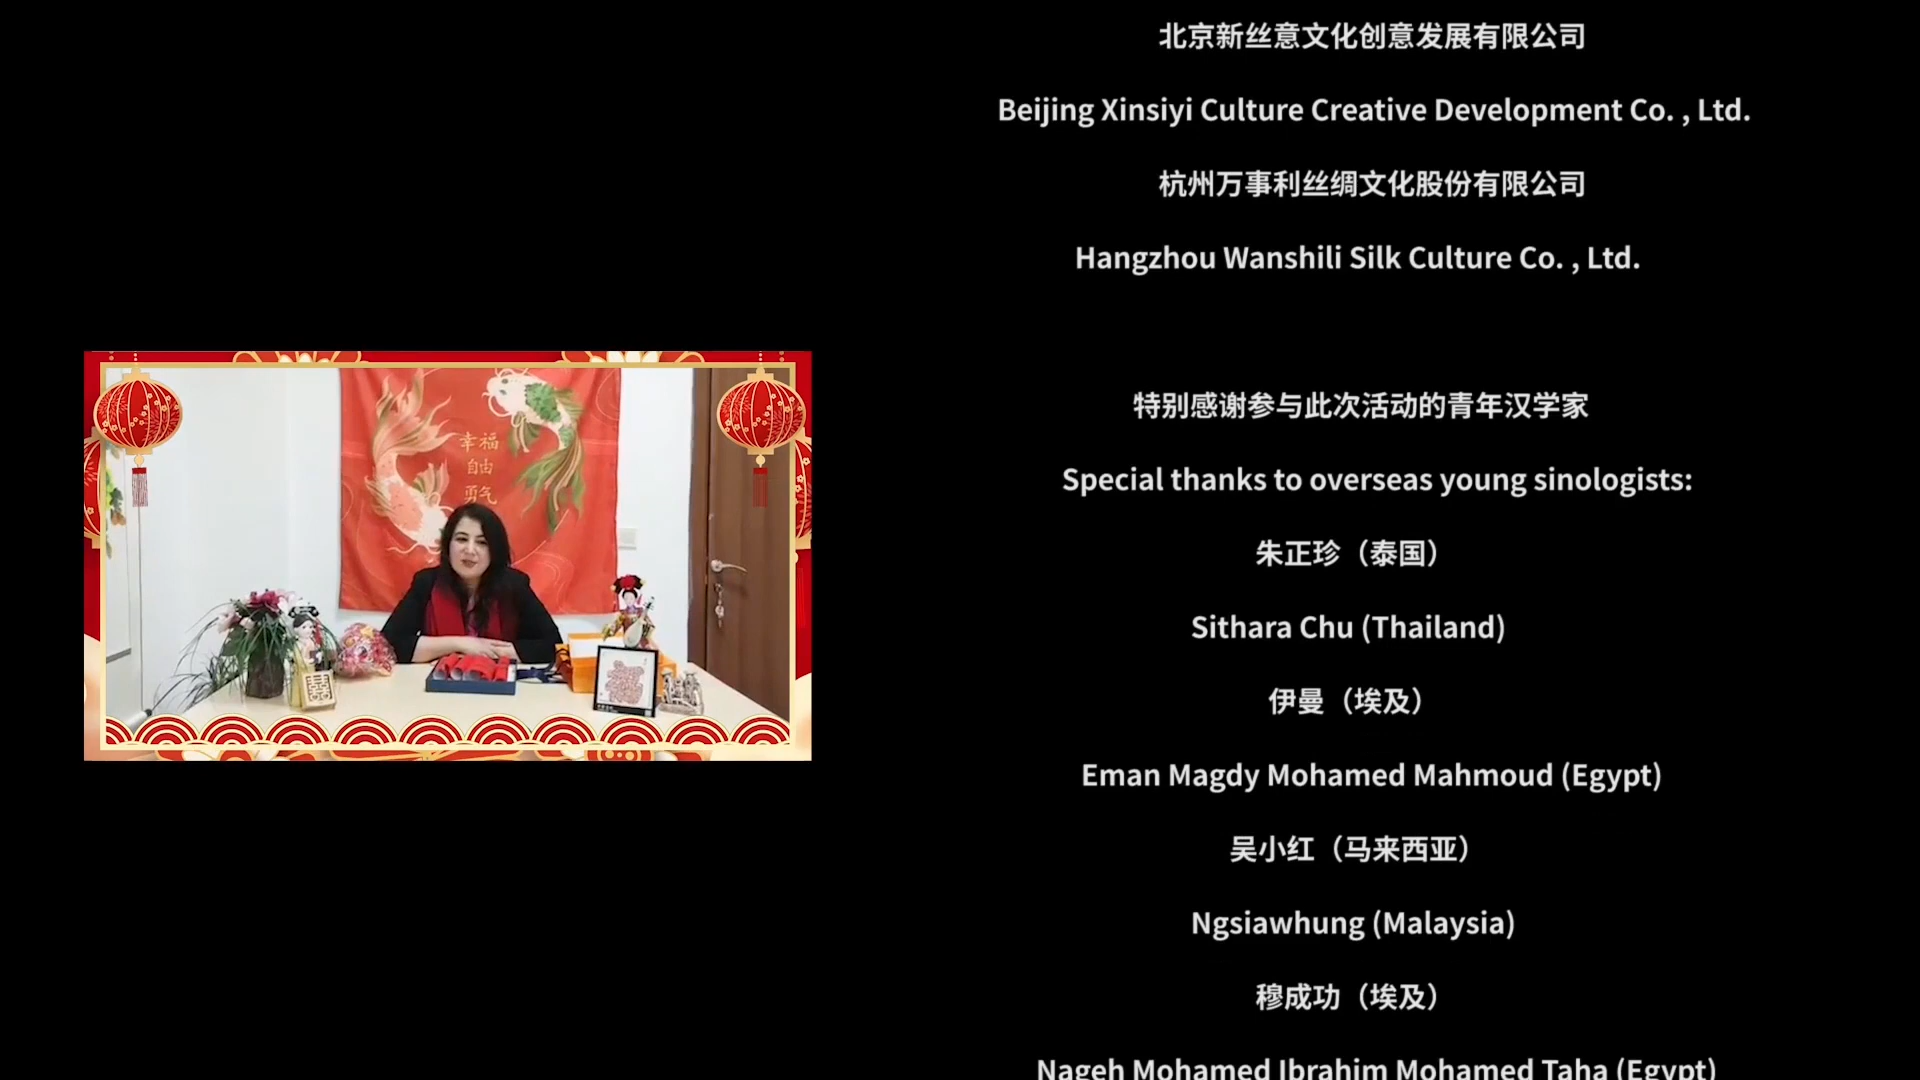 幸福
自由
勇气
囍
北京新丝意文化创意发展有限公司
Beijing Xinsiyi Culture Creative Development Co. , Ltd.
杭州万事利丝绸文化股份有限公司
Hangzhou Wanshili Silk Culture Co. , Ltd.
特别感谢参与此次活动的青年汉学家
Special thanks to overseas young sinologists:
朱正珍（泰国）
Sithara Chu (Thailand)
伊曼（埃及）
Eman Magdy Mohamed Mahmoud (Egypt)
吴小红（马来西亚）
Ngsiawhung (Malaysia)
穆成功（埃及）
Nageh Mohamed Ibrahim Mohamed Taha (Egypt)